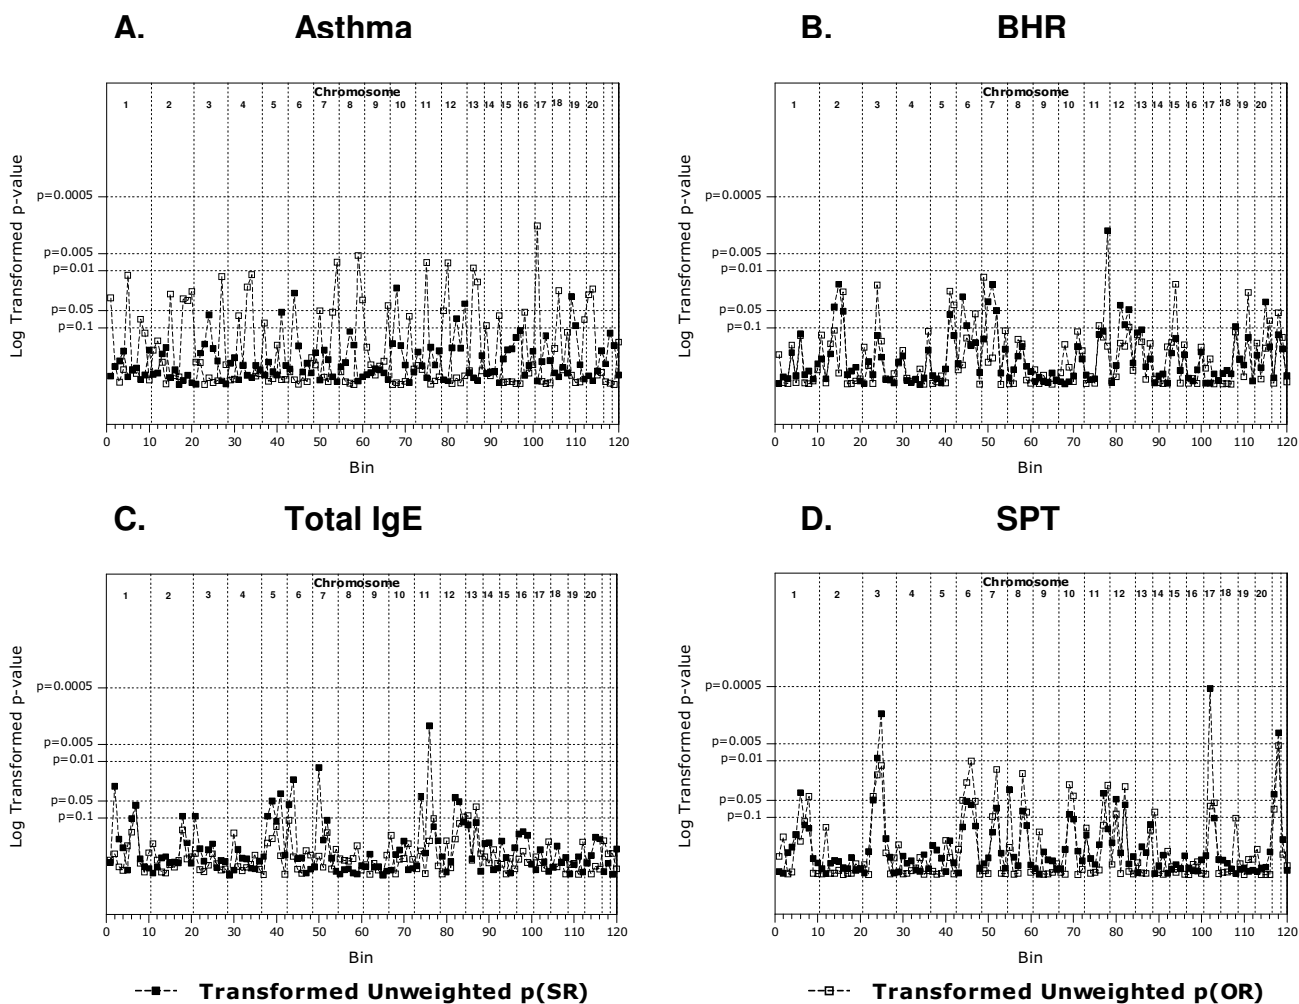 A. Asthma
Chromosome
1 2 3 4 5 6 7 8 9 10 11 12 13 14 15 16 17 18 19 20
Log Transformed p-value
p=0.0005
p=0.005
p=0.01
p=0.05
p=0.1
0 10 20 30 40 50 60 70 80 90 100 110 120
Bin
B. BHR
Chromosome
1 2 3 4 5 6 7 8 9 10 11 12 13 14 15 16 17 18 19 20
Log Transformed p-value
p=0.0005
p=0.005
p=0.01
p=0.05
p=0.1
0 10 20 30 40 50 60 70 80 90 100 110 120
Bin
C. Total IgE
Chromosome
1 2 3 4 5 6 7 8 9 10 11 12 13 14 15 16 17 18 19 20
Log Transformed p-value
p=0.0005
p=0.005
p=0.01
p=0.05
p=0.1
0 10 20 30 40 50 60 70 80 90 100 110 120
Bin
D. SPT
Chromosome
1 2 3 4 5 6 7 8 9 10 11 12 13 14 15 16 17 18 19 20
Log Transformed p-value
p=0.0005
p=0.005
p=0.01
p=0.05
p=0.1
0 10 20 30 40 50 60 70 80 90 100 110 120
Bin
Transformed Unweighted p(SR)
Transformed Unweighted p(OR)